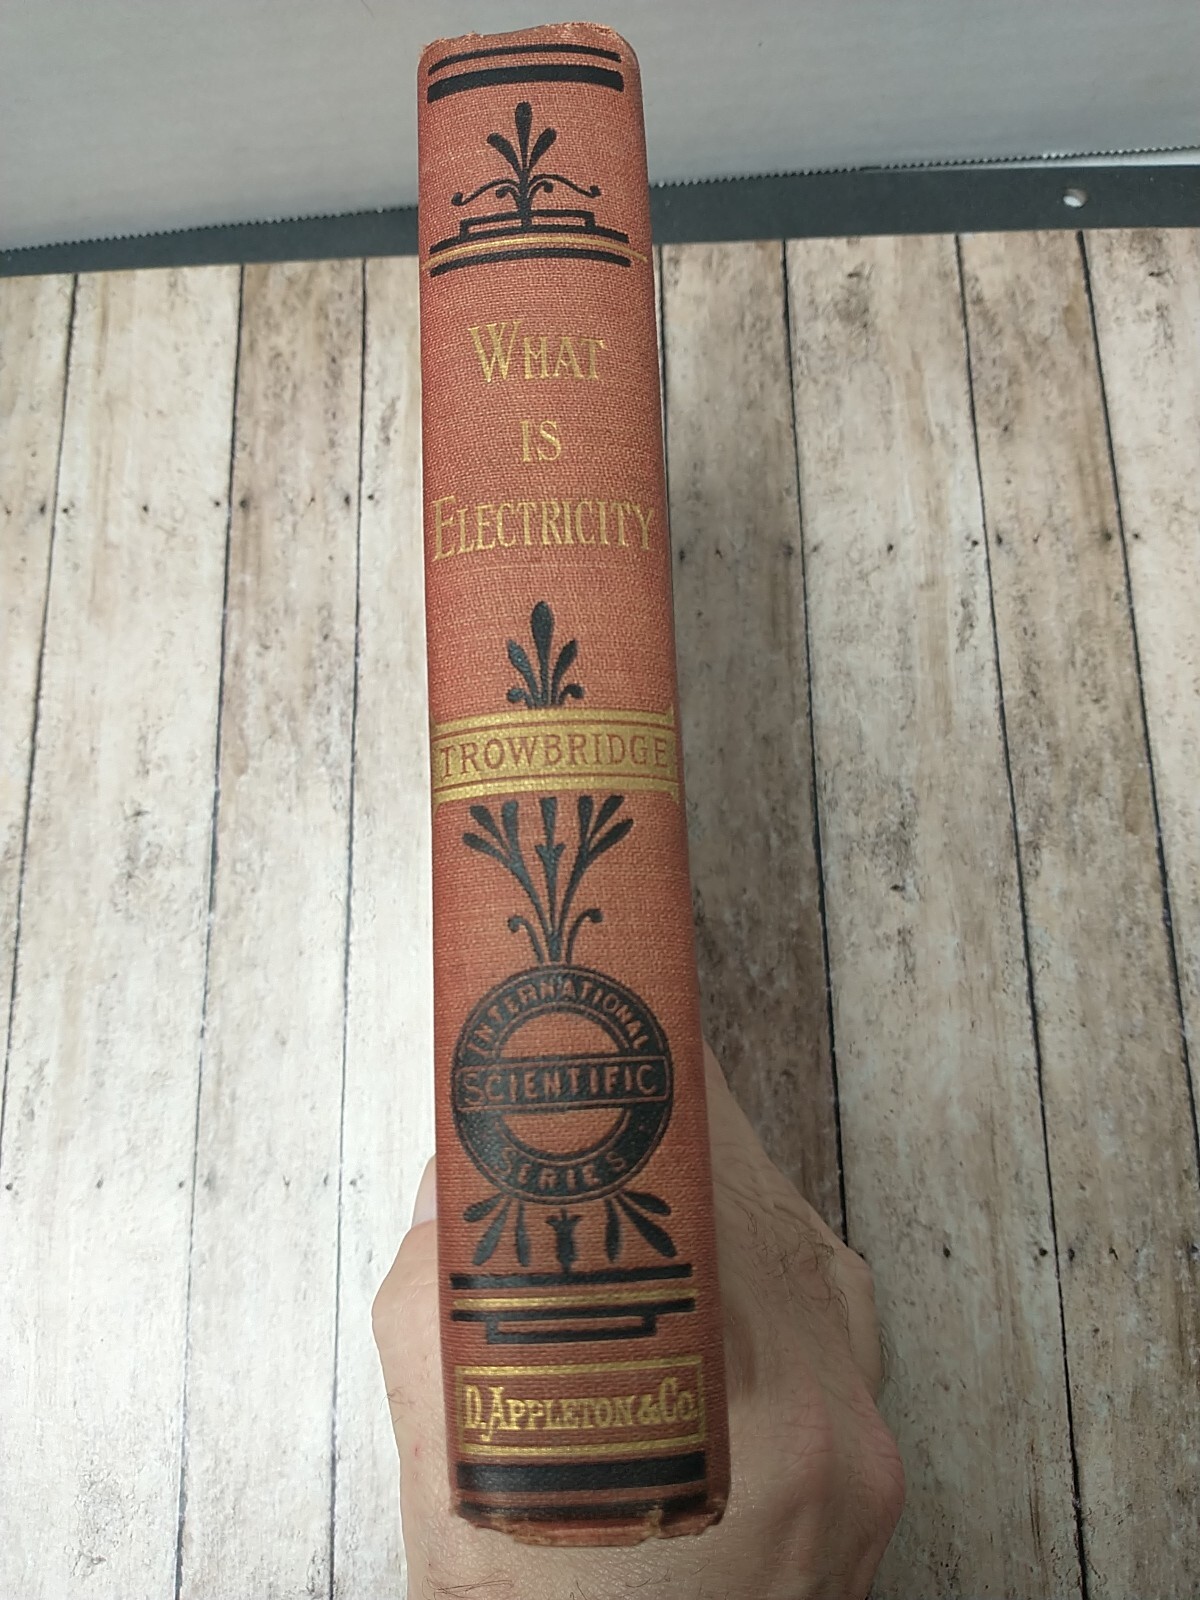 WHAT
IS
ELECTRICITY
TROWBRIDGE
INTERNATIONAL
SCIENTIFIC
SERIES
D. APPLETON & CO.